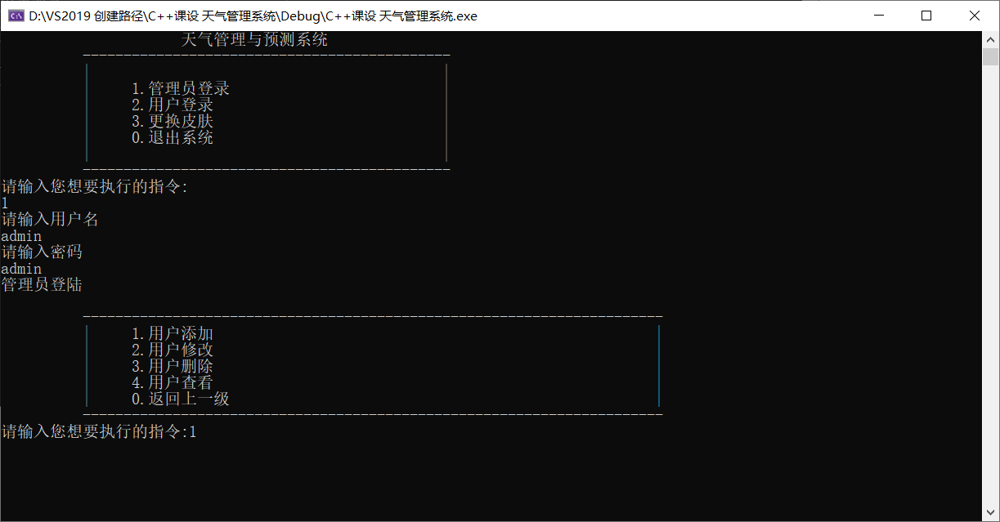 D:\VS2019 创建路径\C++课设 天气管理系统\Debug\C++课设 天气管理系统.exe
天气管理与预测系统
---------------------------------------------
|
1.管理员登录
2.用户登录
3.更换皮肤
0.退出系统
|
---------------------------------------------
请输入您想要执行的指令:
1
请输入用户名
admin
请输入密码
admin
管理员登陆
-----------------------------------------------------------------------
1.用户添加
2.用户修改
3.用户删除
4.用户查看
0.返回上一级
-----------------------------------------------------------------------
请输入您想要执行的指令:1